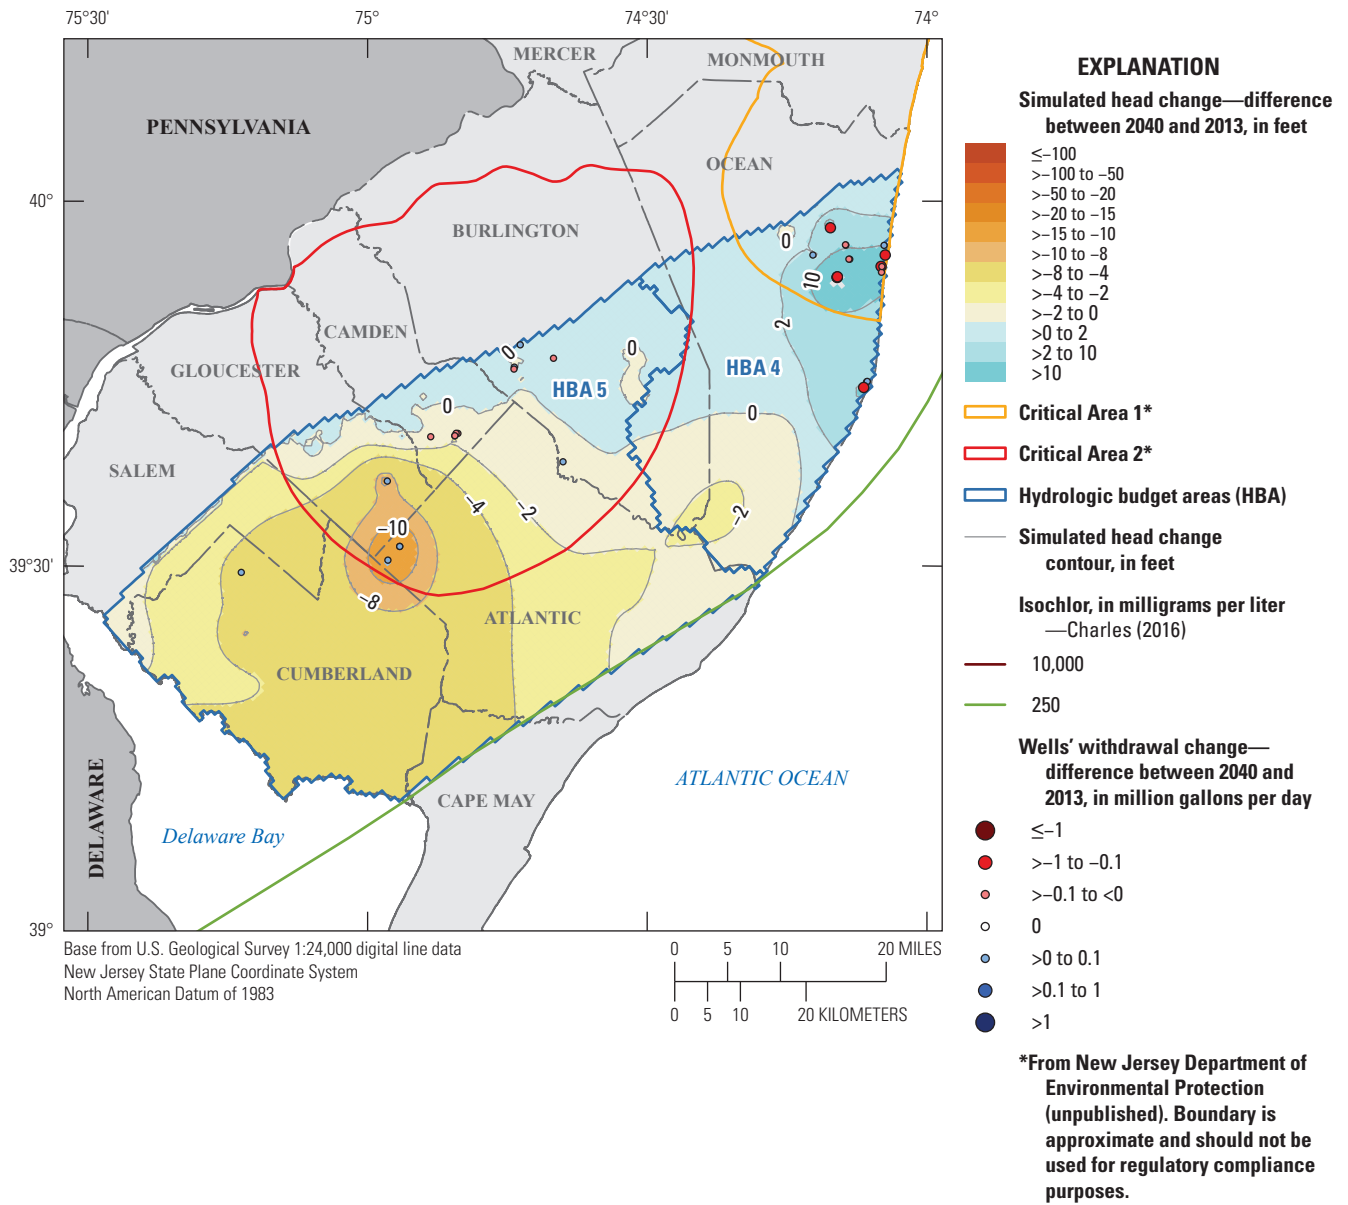 75°30'
75°
74°30'
74°
40°
39°30'
39°
MERCER
MONMOUTH
PENNSYLVANIA
OCEAN
BURLINGTON
0
10
CAMDEN
2
0
0
GLOUCESTER
HBA 4
HBA 5
0
0
SALEM
–4
–2
–2
–10
–8
ATLANTIC
CUMBERLAND
ATLANTIC OCEAN
CAPE MAY
DELAWARE
Delaware Bay
Base from U.S. Geological Survey 1:24,000 digital line data
New Jersey State Plane Coordinate System
North American Datum of 1983
0 5 10 20 MILES
0 5 10 20 KILOMETERS
EXPLANATION
Simulated head change—difference
between 2040 and 2013, in feet
≤–100
>–100 to –50
>–50 to –20
>–20 to –15
>–15 to –10
>–10 to –8
>–8 to –4
>–4 to –2
>–2 to 0
>0 to 2
>2 to 10
>10
Critical Area 1*
Critical Area 2*
Hydrologic budget areas (HBA)
Simulated head change
contour, in feet
Isochlor, in milligrams per liter
—Charles (2016)
10,000
250
Wells' withdrawal change—
difference between 2040 and
2013, in million gallons per day
≤–1
>–1 to –0.1
>–0.1 to <0
0
>0 to 0.1
>0.1 to 1
>1
*From New Jersey Department of
Environmental Protection
(unpublished). Boundary is
approximate and should not be
used for regulatory compliance
purposes.